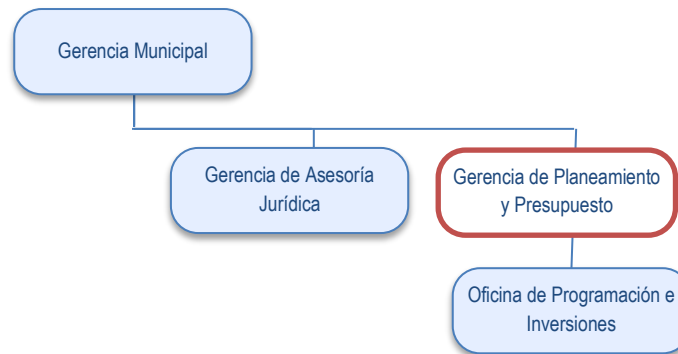 Gerencia Municipal
Gerencia de Asesoría
Jurídica
Gerencia de Planeamiento
y Presupuesto
Oficina de Programación e
Inversiones